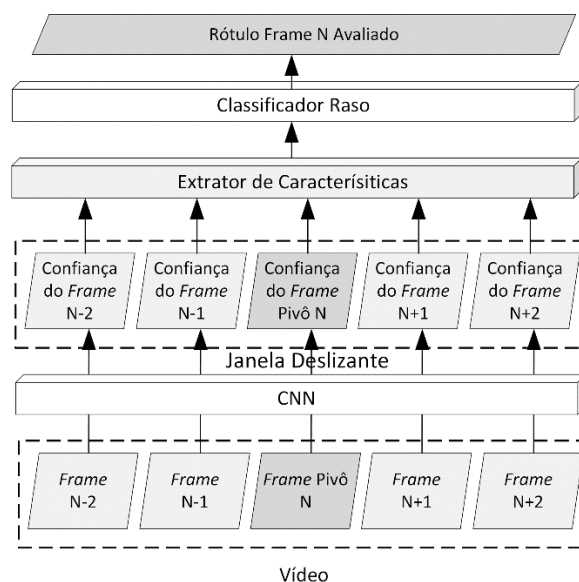 Rótulo Frame N Avaliado
Classificador Raso
Extrator de Caracterísiticas
Confiança do Frame N-2
Confiança do Frame N-1
Confiança do Frame Pivô N
Confiança do Frame N+1
Confiança do Frame N+2
Janela Deslizante
CNN
Frame N-2
Frame N-1
Frame Pivô N
Frame N+1
Frame N+2
Vídeo